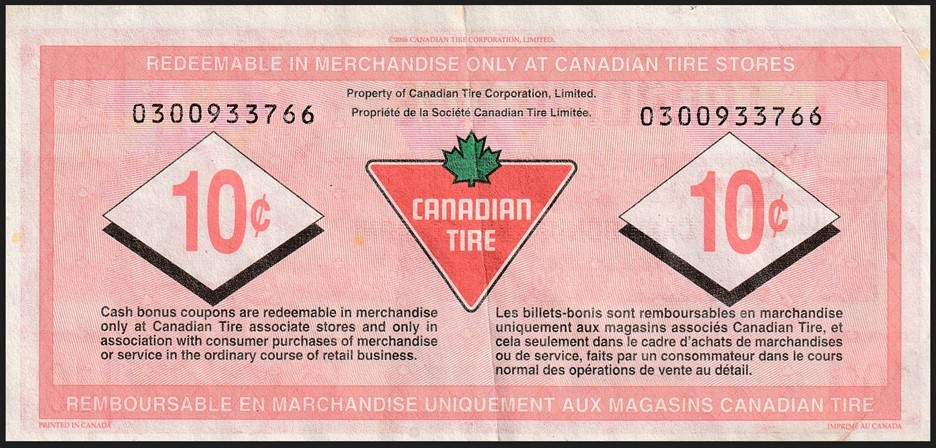 ©2006 CANADIAN TIRE CORPORATION, LIMITED.
REDEEMABLE IN MERCHANDISE ONLY AT CANADIAN TIRE STORES
Property of Canadian Tire Corporation, Limited.
Propriété de la Société Canadian Tire Limitée.
0300933766
0300933766
10¢
CANADIAN
TIRE
10¢
Cash bonus coupons are redeemable in merchandise
only at Canadian Tire associate stores and only in
association with consumer purchases of merchandise
or service in the ordinary course of retail business.
Les billets-bonis sont remboursables en marchandise
uniquement aux magasins associés Canadian Tire, et
cela seulement dans le cadre d'achats de marchandises
ou de service, faits par un consommateur dans le cours
normal des opérations de vente au détail.
REMBOURSABLE EN MARCHANDISE UNIQUEMENT AUX MAGASINS CANADIAN TIRE
PRINTED IN CANADA
IMPRIMÉ AU CANADA